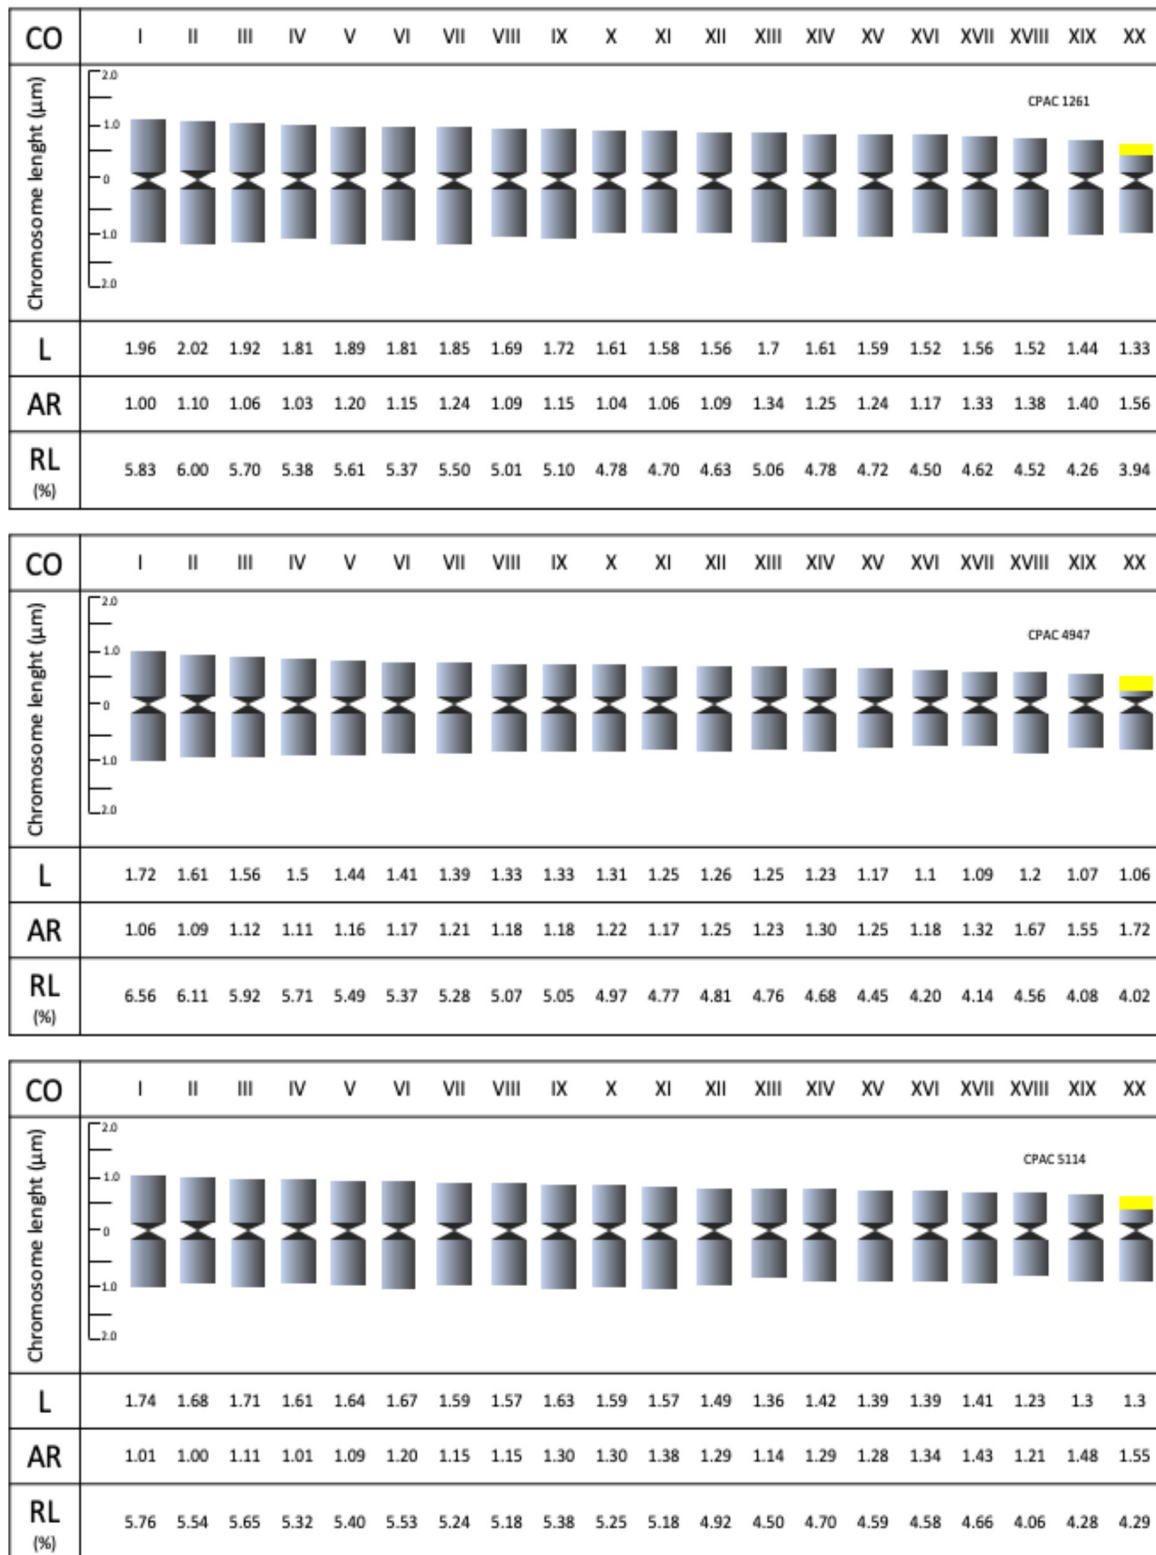 CO I II III IV V VI VII VIII IX X XI XII XIII XIV XV XVI XVII XVIII XIX XX
Chromosome lenght (µm)
2.0
CPAC 1261
1.0
0
1.0
2.0
L 1.96 2.02 1.92 1.81 1.89 1.81 1.85 1.69 1.72 1.61 1.58 1.56 1.7 1.61 1.59 1.52 1.56 1.52 1.44 1.33
AR 1.00 1.10 1.06 1.03 1.20 1.15 1.24 1.09 1.15 1.04 1.06 1.09 1.34 1.25 1.24 1.17 1.33 1.38 1.40 1.56
RL (%) 5.83 6.00 5.70 5.38 5.61 5.37 5.50 5.01 5.10 4.78 4.70 4.63 5.06 4.78 4.72 4.50 4.62 4.52 4.26 3.94
CO I II III IV V VI VII VIII IX X XI XII XIII XIV XV XVI XVII XVIII XIX XX
Chromosome lenght (µm)
2.0
CPAC 4947
1.0
0
1.0
2.0
L 1.72 1.61 1.56 1.5 1.44 1.41 1.39 1.33 1.33 1.31 1.25 1.26 1.25 1.23 1.17 1.1 1.09 1.2 1.07 1.06
AR 1.06 1.09 1.12 1.11 1.16 1.17 1.21 1.18 1.18 1.22 1.17 1.25 1.23 1.30 1.25 1.18 1.32 1.67 1.55 1.72
RL (%) 6.56 6.11 5.92 5.71 5.49 5.37 5.28 5.07 5.05 4.97 4.77 4.81 4.76 4.68 4.45 4.20 4.14 4.56 4.08 4.02
CO I II III IV V VI VII VIII IX X XI XII XIII XIV XV XVI XVII XVIII XIX XX
Chromosome lenght (µm)
2.0
CPAC 5114
1.0
0
1.0
2.0
L 1.74 1.68 1.71 1.61 1.64 1.67 1.59 1.57 1.63 1.59 1.57 1.49 1.36 1.42 1.39 1.39 1.41 1.23 1.3 1.3
AR 1.01 1.00 1.11 1.01 1.09 1.20 1.15 1.15 1.30 1.30 1.38 1.29 1.14 1.29 1.28 1.34 1.43 1.21 1.48 1.55
RL (%) 5.76 5.54 5.65 5.32 5.40 5.53 5.24 5.18 5.38 5.25 5.18 4.92 4.50 4.70 4.59 4.58 4.66 4.06 4.28 4.29